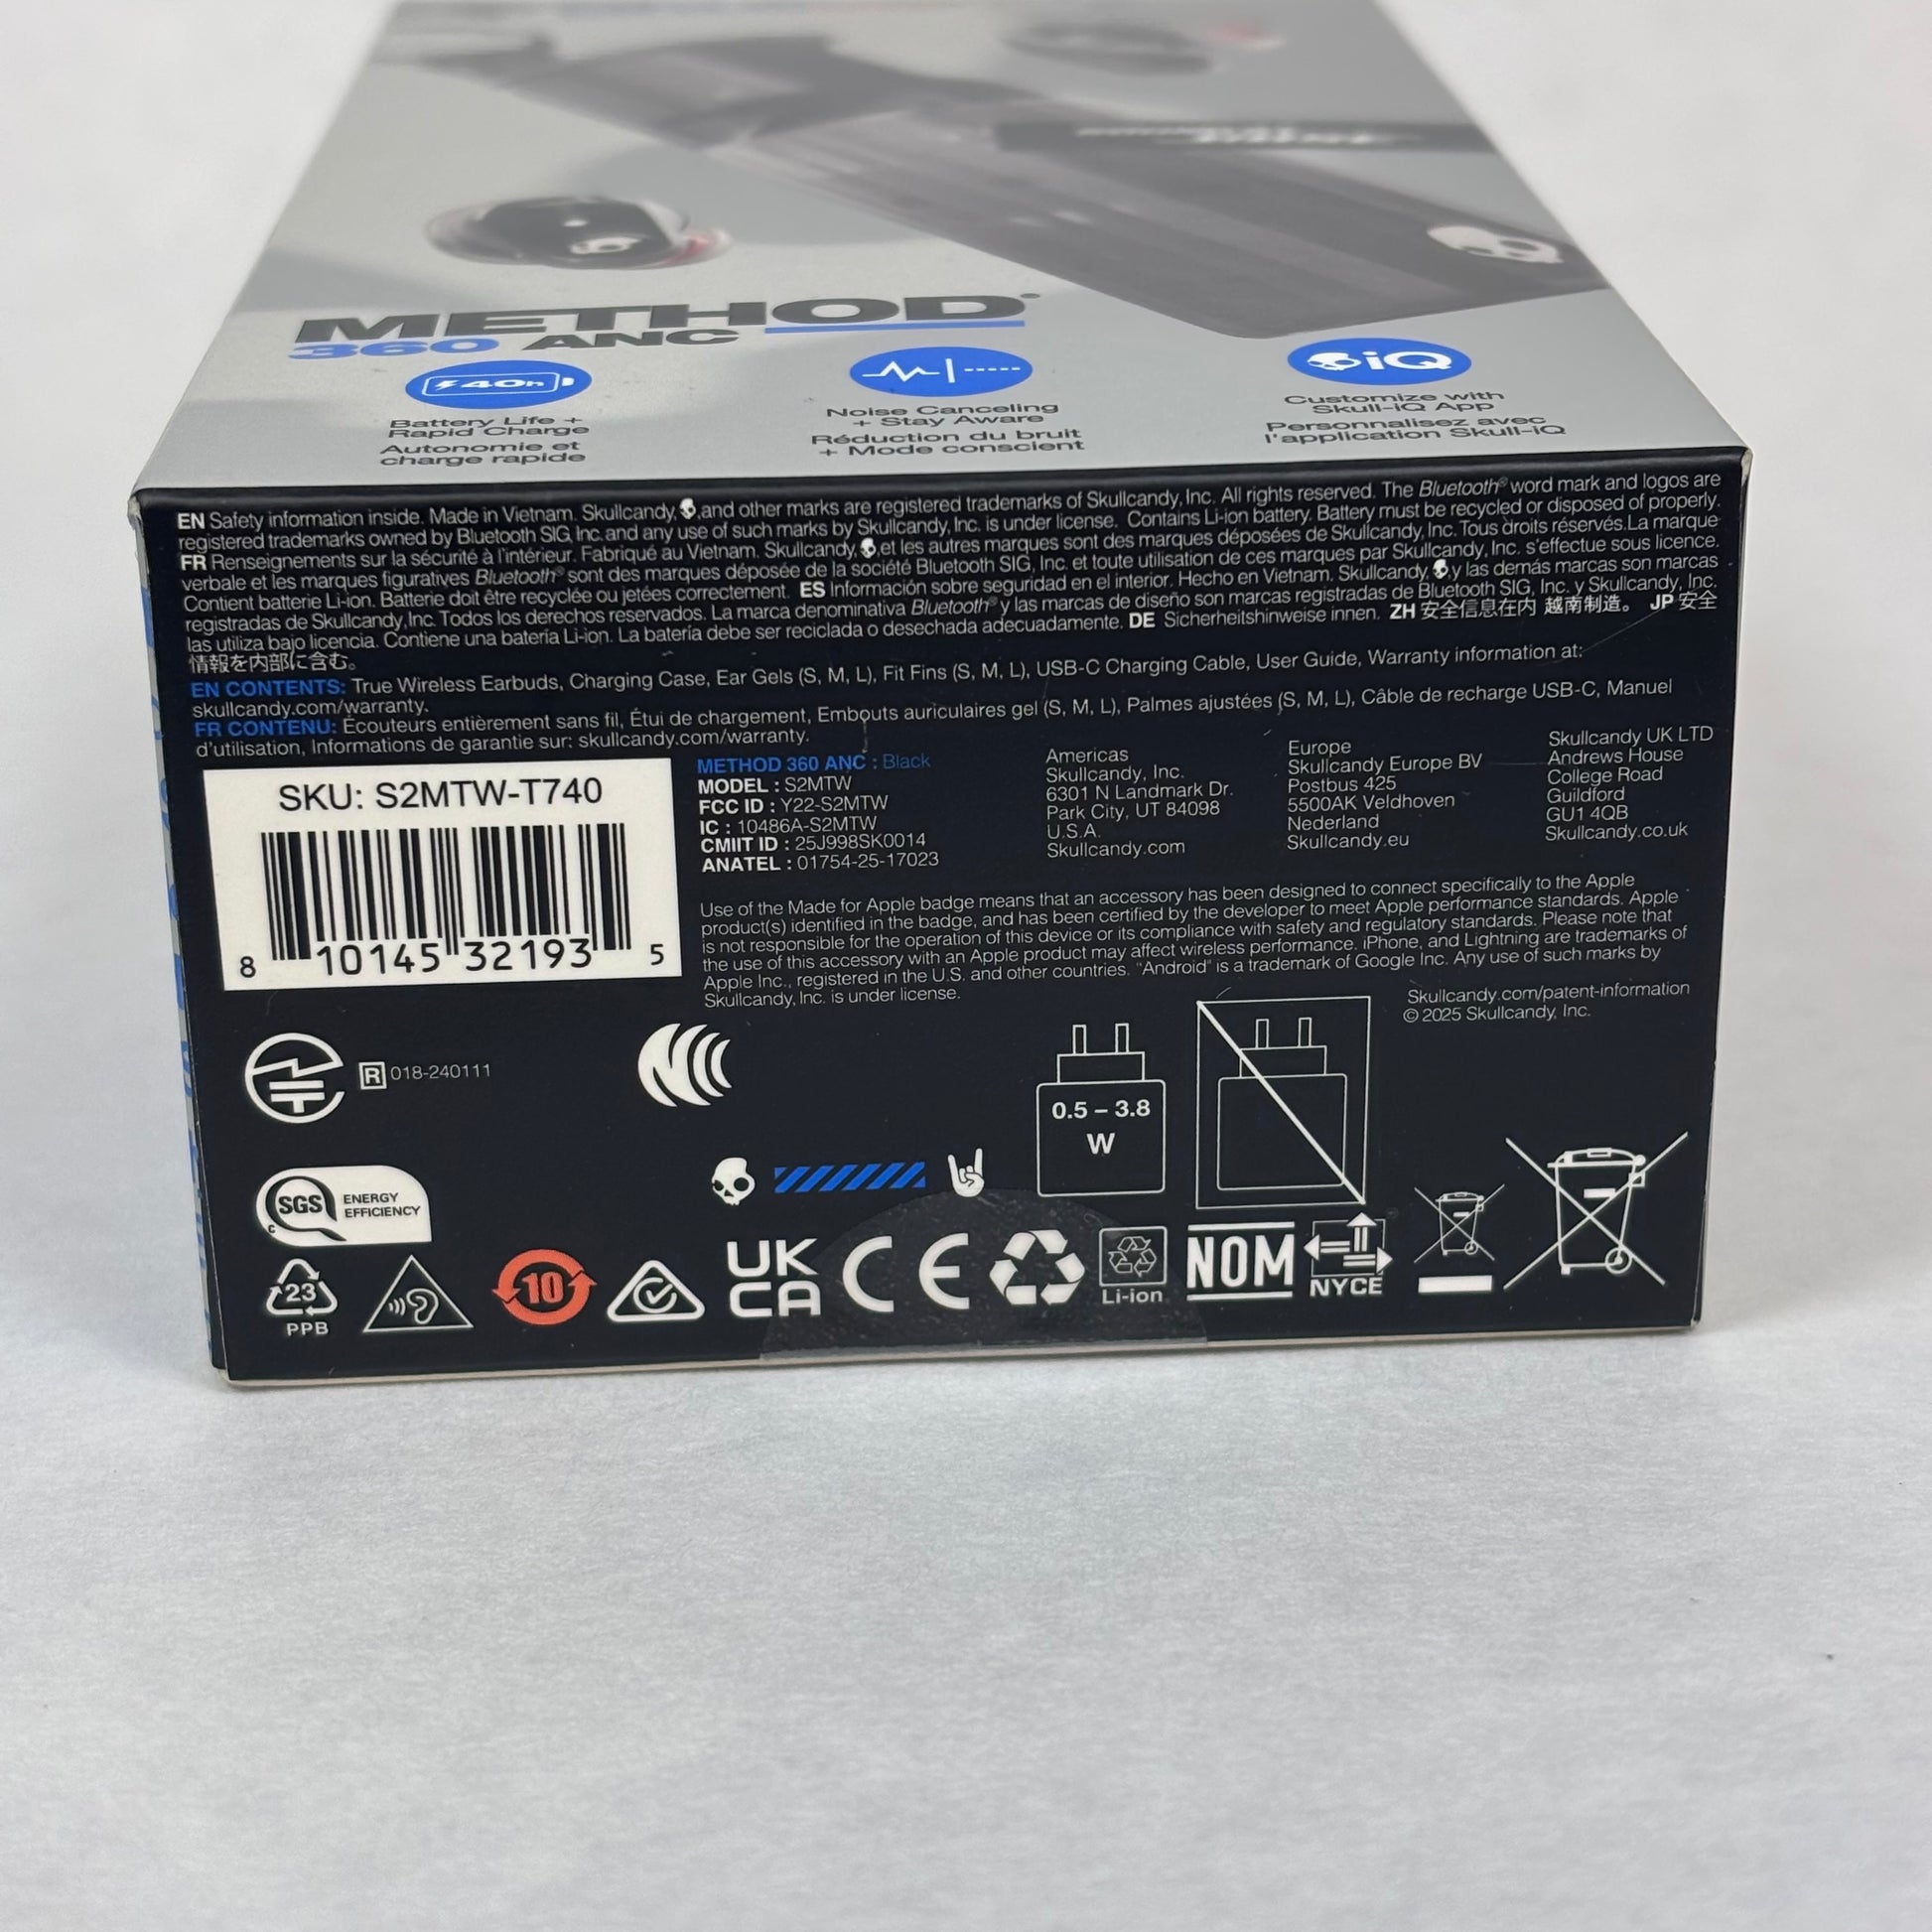 METHOD®
360 ANC
40h
iQ
Battery Life +
Rapid Charge
Autonomie et
charge rapide
Noise Canceling
+ Stay Aware
Réduction du bruit
+ Mode conscient
Customize with
Skull-iQ App
Personnalisez avec
l'application Skull-iQ
EN Safety information inside. Made in Vietnam. Skullcandy, ,and other marks are registered trademarks of Skullcandy, Inc. All rights reserved. The Bluetooth® word mark and logos are
registered trademarks owned by Bluetooth SIG, Inc. and any use of such marks by Skullcandy, Inc. is under license. Contains Li-ion battery. Battery must be recycled or disposed of properly.
FR Renseignements sur la sécurité à l'intérieur. Fabriqué au Vietnam. Skullcandy, ,et les autres marques sont des marques déposées de Skullcandy, Inc. Tous droits réservés.La marque
verbale et les marques figuratives Bluetooth® sont des marques déposée de la société Bluetooth SIG, Inc. et toute utilisation de ces marques par Skullcandy, Inc. s'effectue sous licence.
Contient batterie Li-ion. Batterie doit être recyclée ou jetées correctement. ES Información sobre seguridad en el interior. Hecho en Vietnam. Skullcandy, ,y las demás marcas son marcas
registradas de Skullcandy,Inc. Todos los derechos reservados. La marca denominativa Bluetooth® y las marcas de diseño son marcas registradas de Bluetooth SIG, Inc. y Skullcandy, Inc.
las utiliza bajo licencia. Contiene una batería Li-ion. La batería debe ser reciclada o desechada adecuadamente. DE Sicherheitshinweise innen. ZH 安全信息在内 越南制造。 JP 安全
情報を内部に含む。
EN CONTENTS: True Wireless Earbuds, Charging Case, Ear Gels (S, M, L), Fit Fins (S, M, L), USB-C Charging Cable, User Guide, Warranty information at:
skullcandy.com/warranty.
FR CONTENU: Écouteurs entièrement sans fil, Étui de chargement, Embouts auriculaires gel (S, M, L), Palmes ajustées (S, M, L), Câble de recharge USB-C, Manuel
d'utilisation, Informations de garantie sur: skullcandy.com/warranty.
SKU: S2MTW-T740
8 10145 32193 5
METHOD 360 ANC : Black
MODEL : S2MTW
FCC ID : Y22-S2MTW
IC : 10486A-S2MTW
CMIIT ID : 25J998SK0014
ANATEL : 01754-25-17023
Americas
Skullcandy, Inc.
6301 N Landmark Dr.
Park City, UT 84098
U.S.A.
Skullcandy.com
Europe
Skullcandy Europe BV
Postbus 425
5500AK Veldhoven
Nederland
Skullcandy.eu
Skullcandy UK LTD
Andrews House
College Road
Guildford
GU1 4QB
Skullcandy.co.uk
Use of the Made for Apple badge means that an accessory has been designed to connect specifically to the Apple
product(s) identified in the badge, and has been certified by the developer to meet Apple performance standards. Apple
is not responsible for the operation of this device or its compliance with safety and regulatory standards. Please note that
the use of this accessory with an Apple product may affect wireless performance. iPhone, and Lightning are trademarks of
Apple Inc., registered in the U.S. and other countries. "Android" is a trademark of Google Inc. Any use of such marks by
Skullcandy, Inc. is under license.
Skullcandy.com/patent-information
© 2025 Skullcandy, Inc.
R 018-240111
0.5 – 3.8
W
SGS ENERGY
EFFICIENCY
C
23
PPB
10
UK
CA
CE
Li-ion
NOM
NYCE